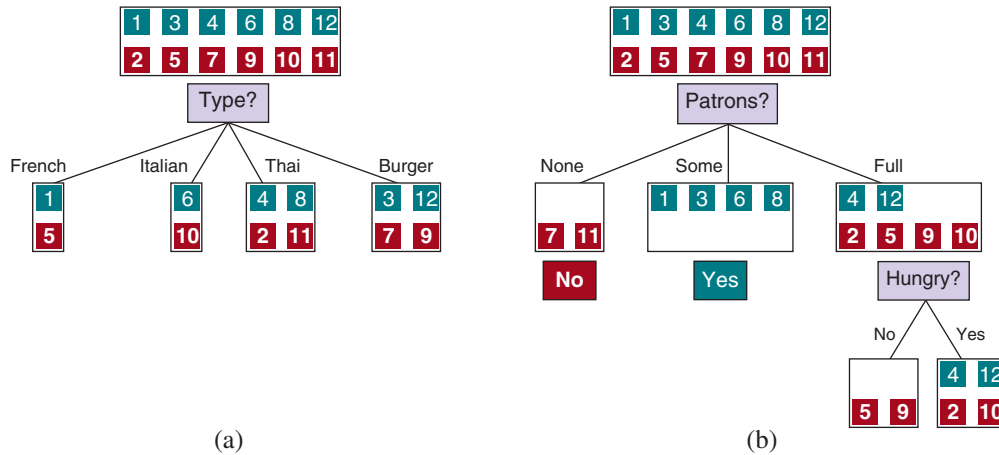 1 3 4 6 8 12
2 5 7 9 10 11
Type?
French Italian Thai Burger
1 6 4 8 3 12
5 10 2 11 7 9
(a)
1 3 4 6 8 12
2 5 7 9 10 11
Patrons?
None Some Full
1 3 6 8 4 12
7 11 2 5 9 10
No Yes Hungry?
No Yes
4 12
5 9 2 10
(b)